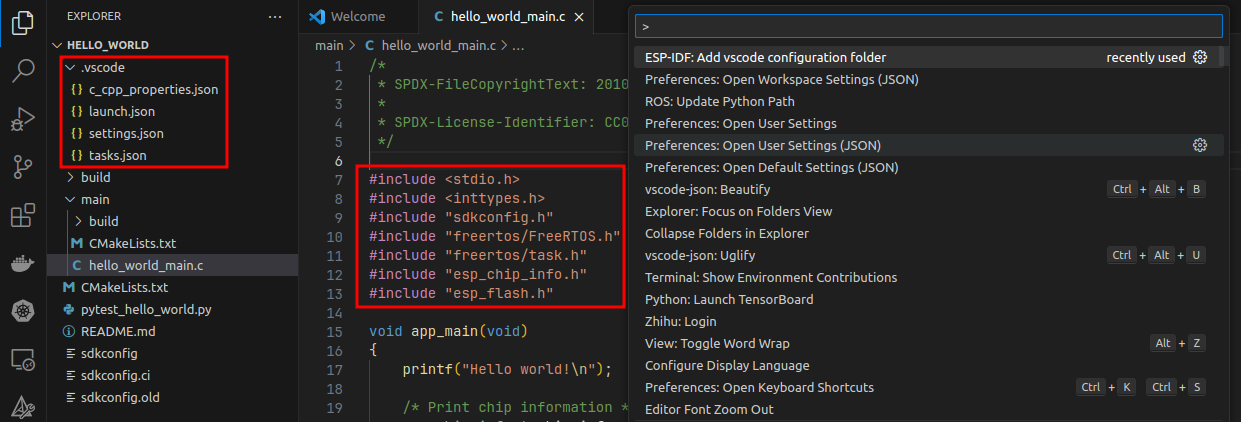 EXPLORER
HELLO_WORLD
.vscode
{} c_cpp_properties.json
{} launch.json
{} settings.json
{} tasks.json
build
main
build
M CMakeLists.txt
C hello_world_main.c
M CMakeLists.txt
pytest_hello_world.py
README.md
sdkconfig
sdkconfig.ci
sdkconfig.old
Welcome
C hello_world_main.c
main > C hello_world_main.c > ...
1 /*
2 * SPDX-FileCopyrightText: 2010
3 *
4 * SPDX-License-Identifier: CC0
5 */
6
7 #include <stdio.h>
8 #include <inttypes.h>
9 #include "sdkconfig.h"
10 #include "freertos/FreeRTOS.h"
11 #include "freertos/task.h"
12 #include "esp_chip_info.h"
13 #include "esp_flash.h"
14
15 void app_main(void)
16 {
17 printf("Hello world!\n");
18
19 /* Print chip information *
>
ESP-IDF: Add vscode configuration folder recently used
Preferences: Open Workspace Settings (JSON)
ROS: Update Python Path
Preferences: Open User Settings
Preferences: Open User Settings (JSON)
Preferences: Open Default Settings (JSON)
vscode-json: Beautify Ctrl + Alt + B
Explorer: Focus on Folders View
Collapse Folders in Explorer
vscode-json: Uglify Ctrl + Alt + U
Terminal: Show Environment Contributions
Python: Launch TensorBoard
Zhihu: Login
View: Toggle Word Wrap Alt + Z
Configure Display Language
Preferences: Open Keyboard Shortcuts Ctrl + K Ctrl + S
Editor Font Zoom Out